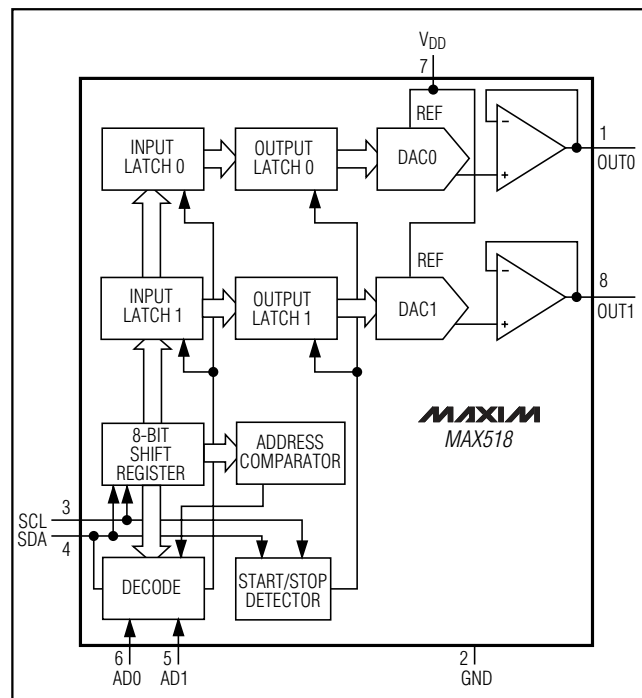 VDD
7
REF
INPUT
LATCH 0
OUTPUT
LATCH 0
DAC0
−
+
1
OUT0
REF
INPUT
LATCH 1
OUTPUT
LATCH 1
DAC1
−
+
8
OUT1
MAXIM
MAX518
8-BIT
SHIFT
REGISTER
ADDRESS
COMPARATOR
3
SCL
SDA
4
DECODE
START/STOP
DETECTOR
6
AD0
5
AD1
2
GND